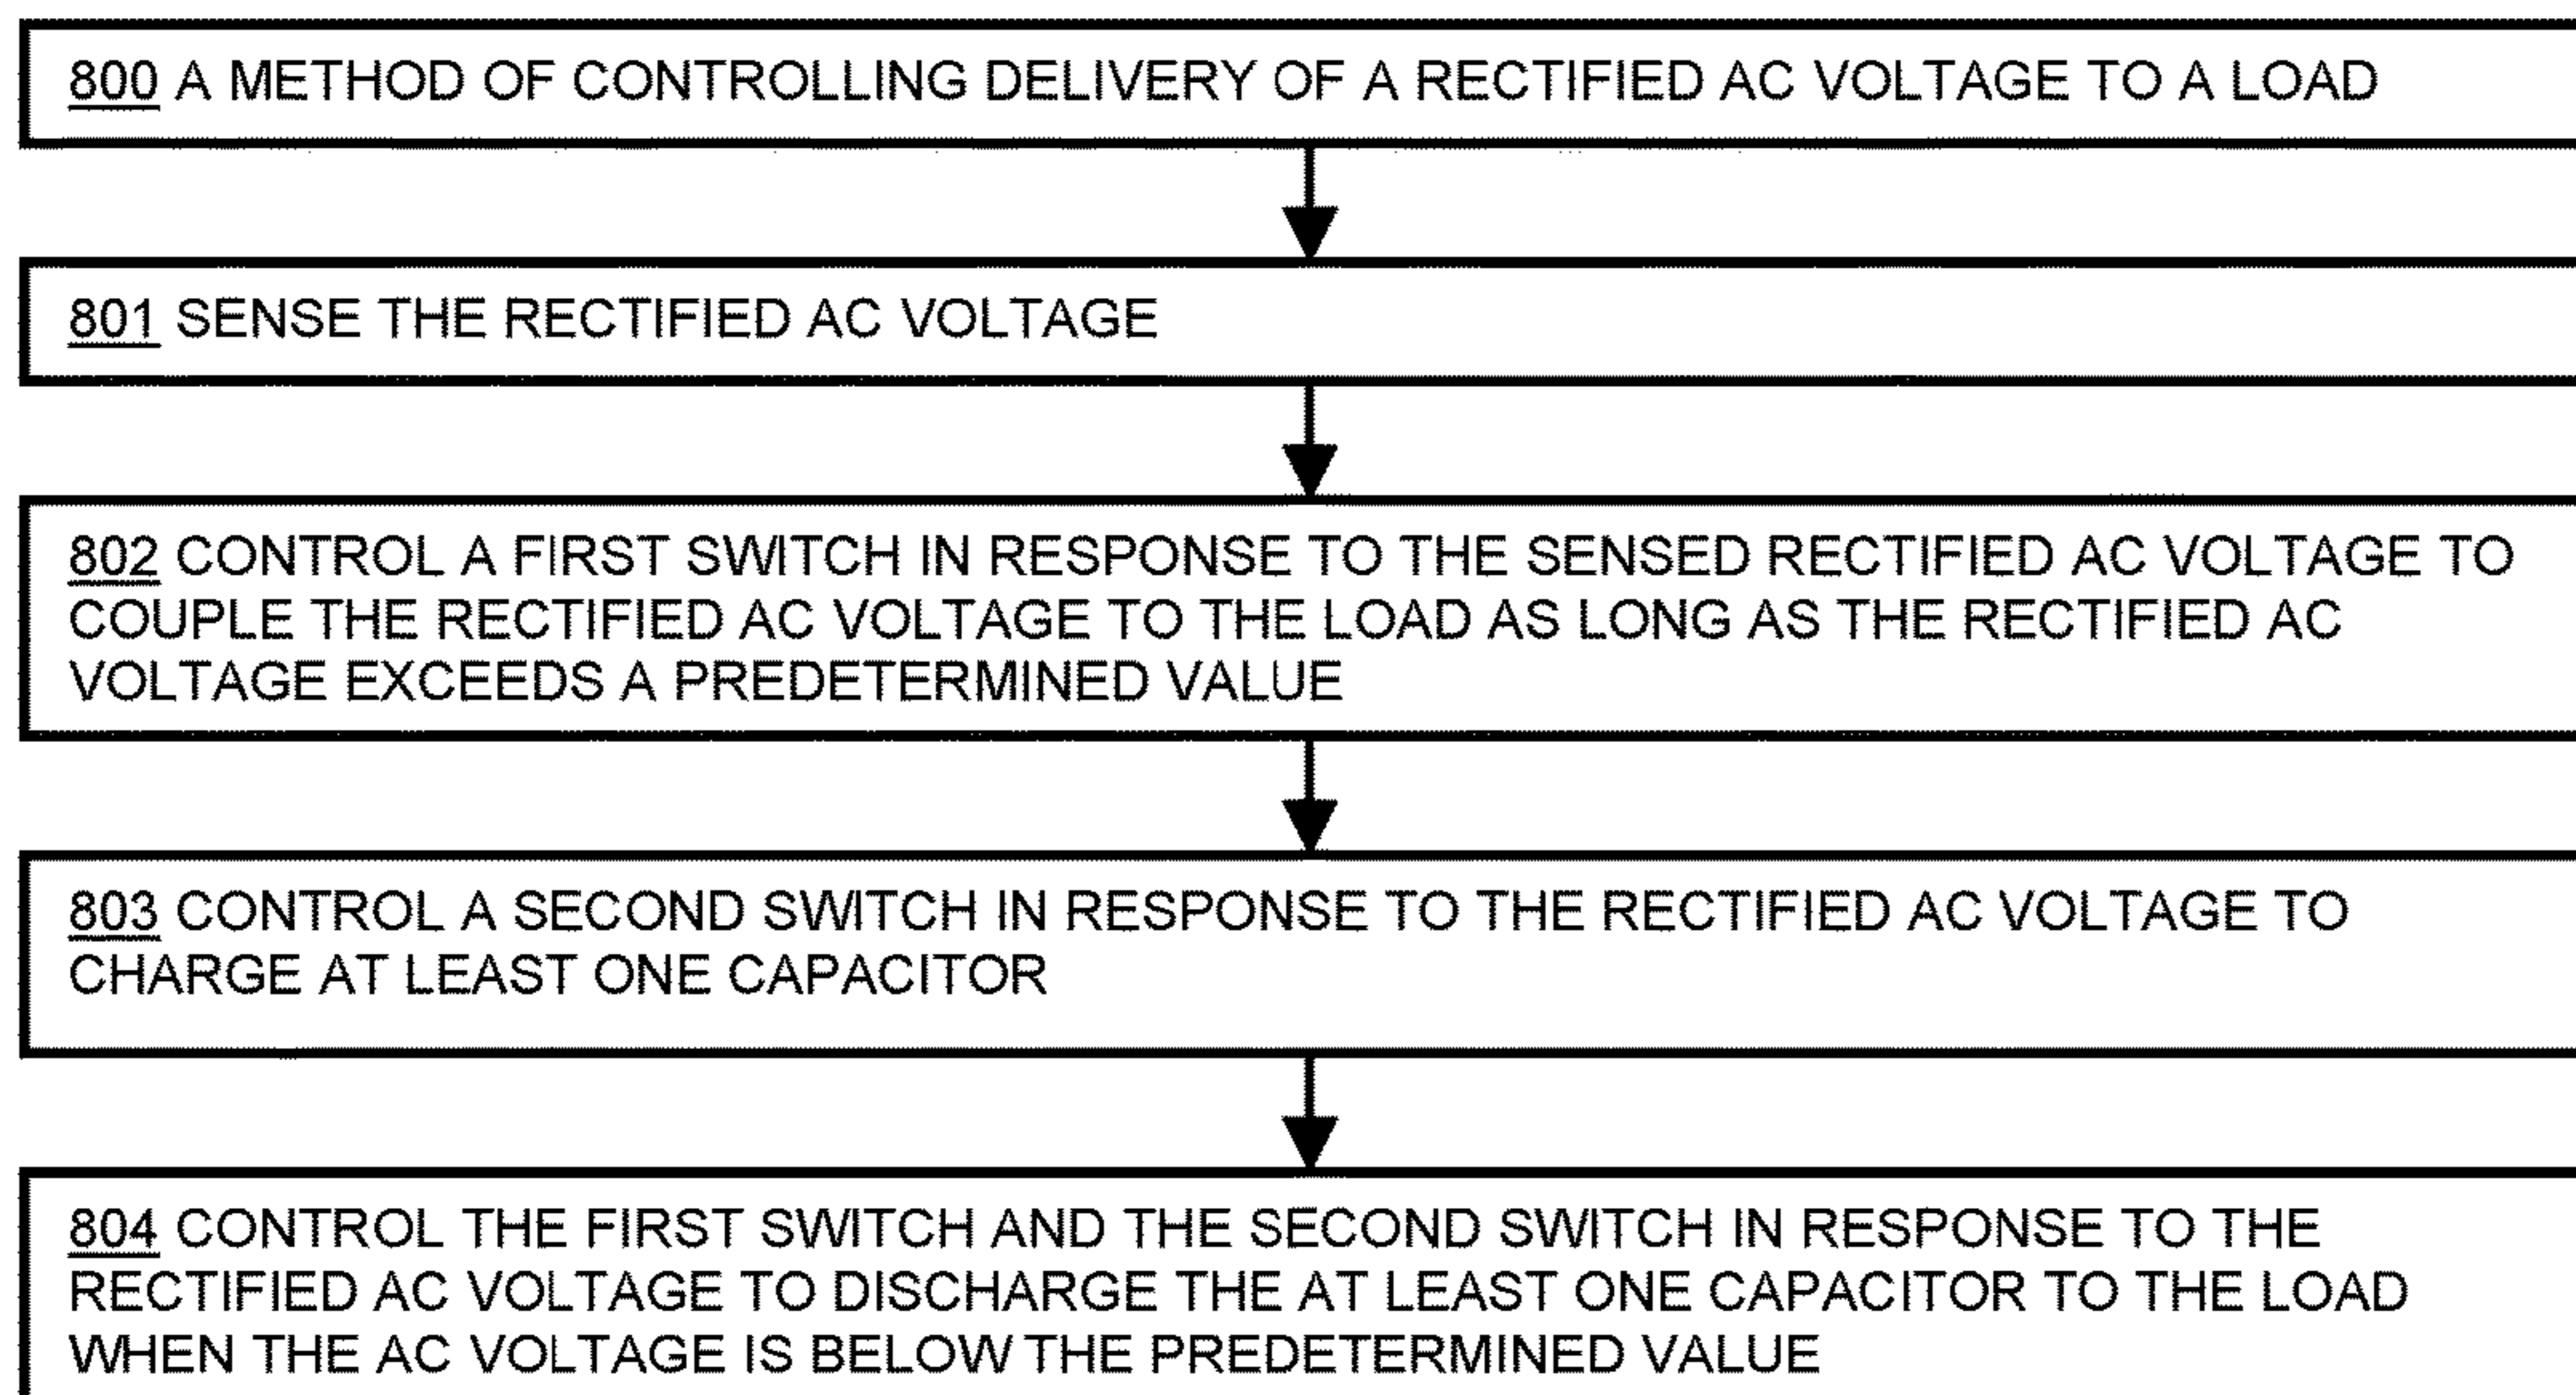 800 A METHOD OF CONTROLLING DELIVERY OF A RECTIFIED AC VOLTAGE TO A LOAD
801 SENSE THE RECTIFIED AC VOLTAGE
802 CONTROL A FIRST SWITCH IN RESPONSE TO THE SENSED RECTIFIED AC VOLTAGE TO
COUPLE THE RECTIFIED AC VOLTAGE TO THE LOAD AS LONG AS THE RECTIFIED AC
VOLTAGE EXCEEDS A PREDETERMINED VALUE
803 CONTROL A SECOND SWITCH IN RESPONSE TO THE RECTIFIED AC VOLTAGE TO
CHARGE AT LEAST ONE CAPACITOR
804 CONTROL THE FIRST SWITCH AND THE SECOND SWITCH IN RESPONSE TO THE
RECTIFIED AC VOLTAGE TO DISCHARGE THE AT LEAST ONE CAPACITOR TO THE LOAD
WHEN THE AC VOLTAGE IS BELOW THE PREDETERMINED VALUE